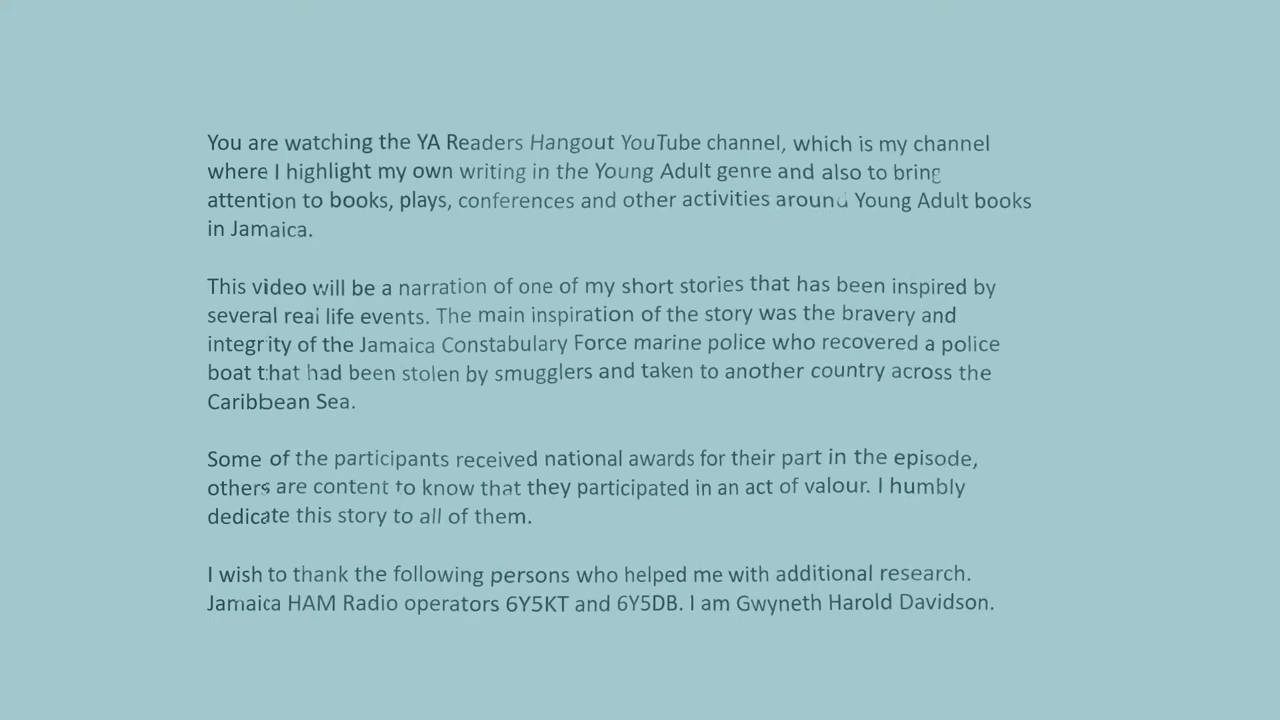 You are watching the YA Readers Hangout YouTube channel, which is my channel
where I highlight my own writing in the Young Adult genre and also to bring
attention to books, plays, conferences and other activities around Young Adult books
in Jamaica.
This video will be a narration of one of my short stories that has been inspired by
several real life events. The main inspiration of the story was the bravery and
integrity of the Jamaica Constabulary Force marine police who recovered a police
boat that had been stolen by smugglers and taken to another country across the
Caribbean Sea.
Some of the participants received national awards for their part in the episode,
others are content to know that they participated in an act of valour. I humbly
dedicate this story to all of them.
I wish to thank the following persons who helped me with additional research.
Jamaica HAM Radio operators 6Y5KT and 6Y5DB. I am Gwyneth Harold Davidson.